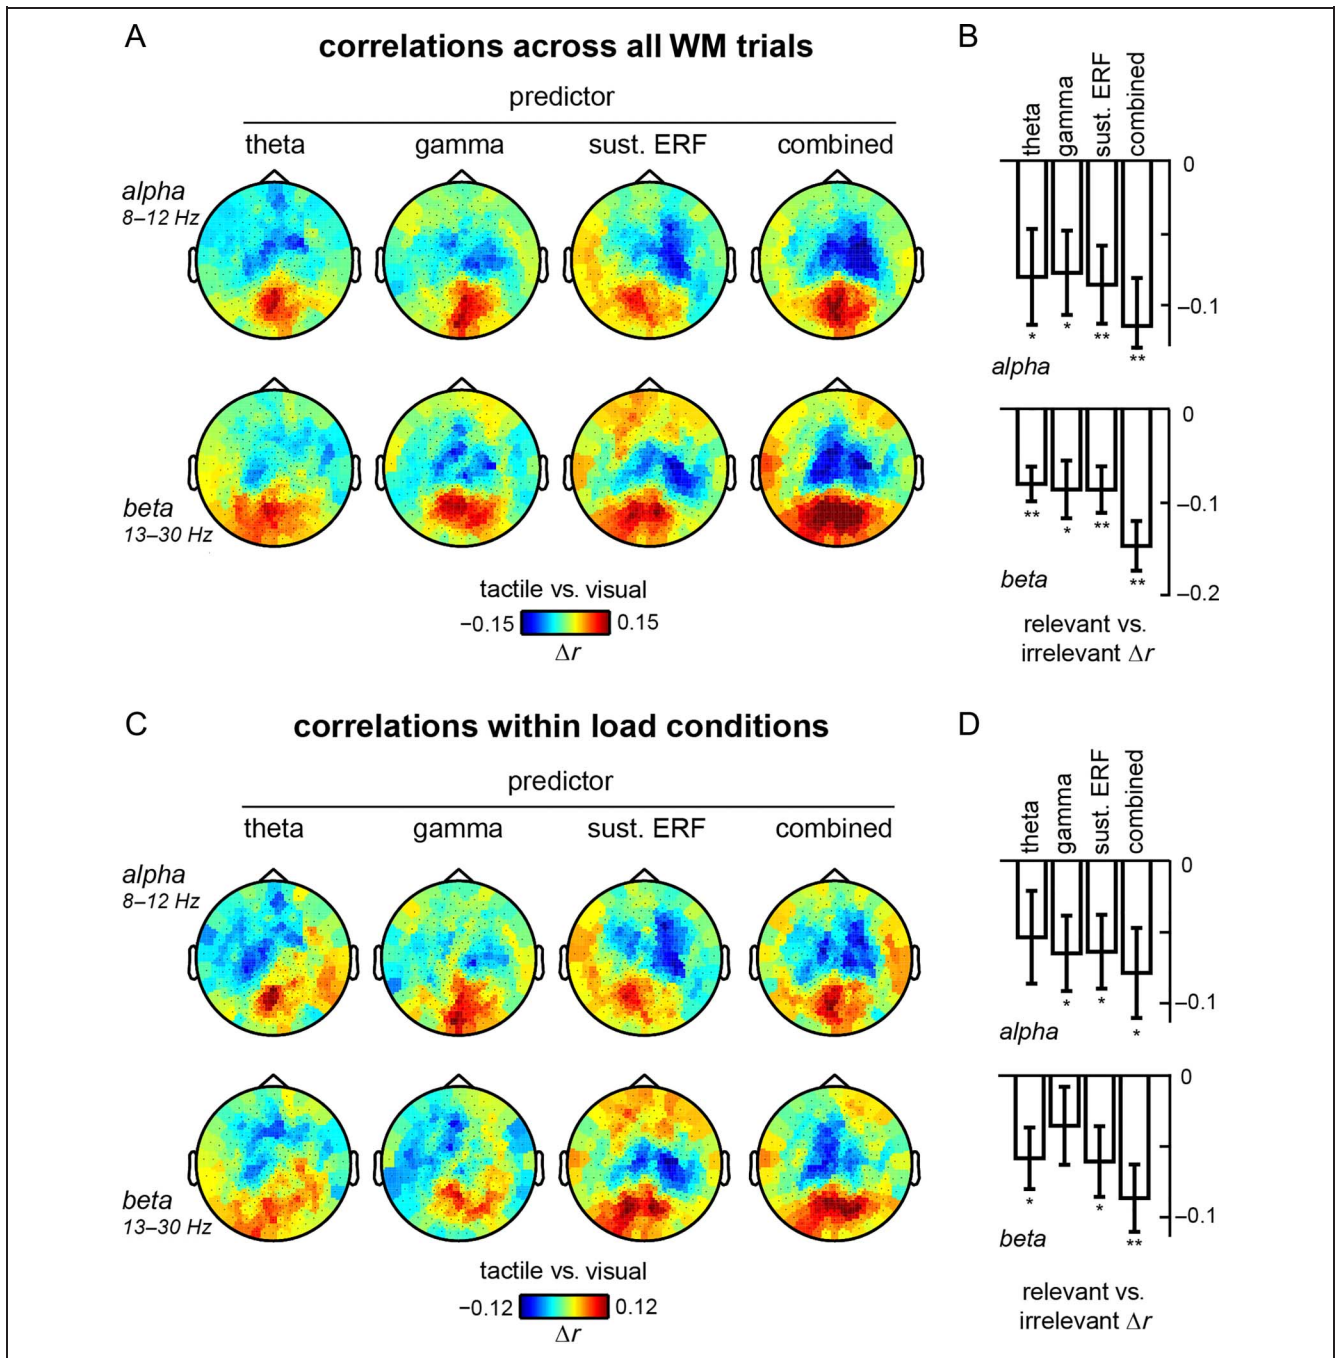 A
correlations across all WM trials
predictor
theta gamma sust. ERF combined
alpha
8–12 Hz
beta
13–30 Hz
tactile vs. visual
−0.15 0.15
Δr
B
theta
gamma
sust. ERF
combined
0
−0.1
* * ** **
alpha
0
−0.1
** * ** **
beta
−0.2
relevant vs.
irrelevant Δr
C
correlations within load conditions
predictor
theta gamma sust. ERF combined
alpha
8–12 Hz
beta
13–30 Hz
tactile vs. visual
−0.12 0.12
Δr
D
theta
gamma
sust. ERF
combined
0
−0.1
* * *
alpha
0
* * **
−0.1
beta
relevant vs.
irrelevant Δr